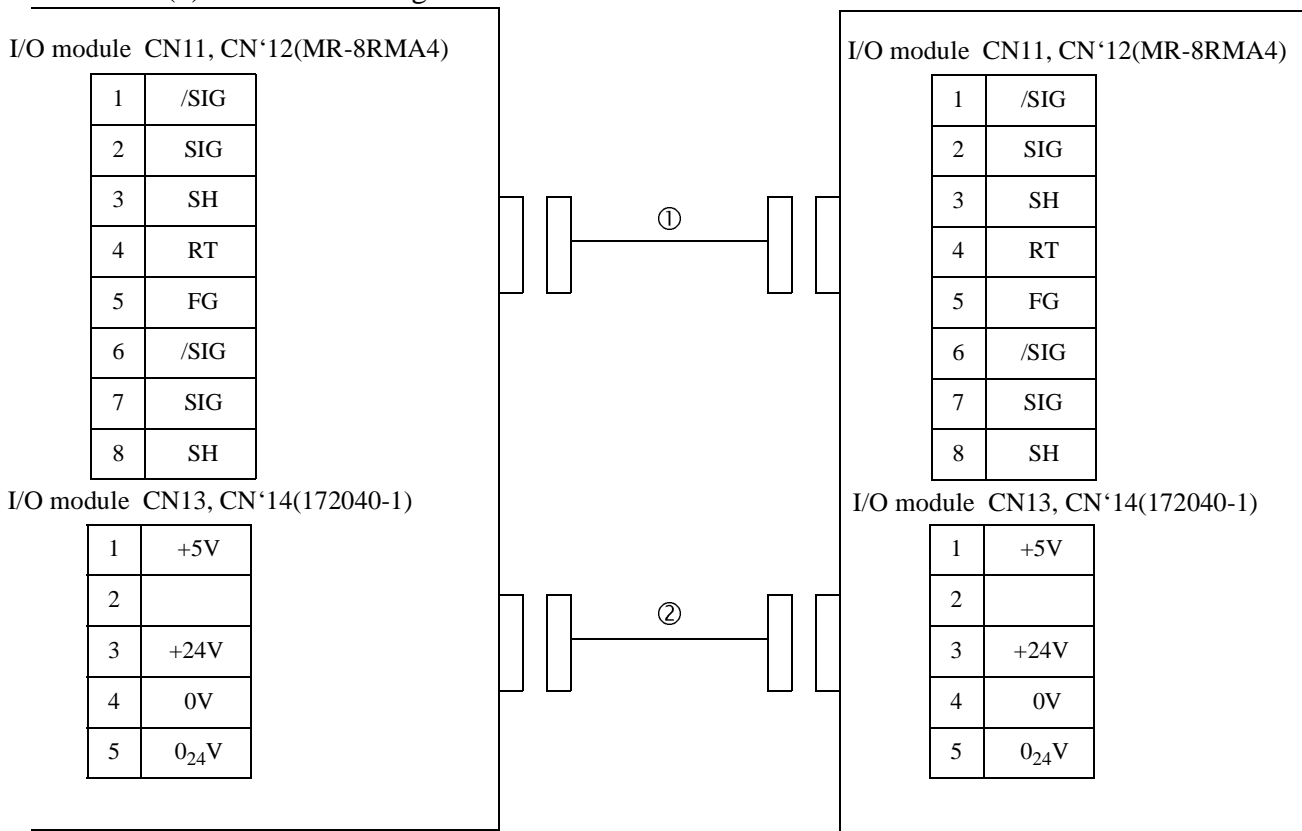 I/O module CN11, CN‘12(MR-8RMA4)
1 /SIG
2 SIG
3 SH
4 RT
5 FG
6 /SIG
7 SIG
8 SH
I/O module CN13, CN‘14(172040-1)
1 +5V
2
3 +24V
4 0V
5 0₂₄V
①
②
I/O module CN11, CN‘12(MR-8RMA4)
1 /SIG
2 SIG
3 SH
4 RT
5 FG
6 /SIG
7 SIG
8 SH
I/O module CN13, CN‘14(172040-1)
1 +5V
2
3 +24V
4 0V
5 0₂₄V